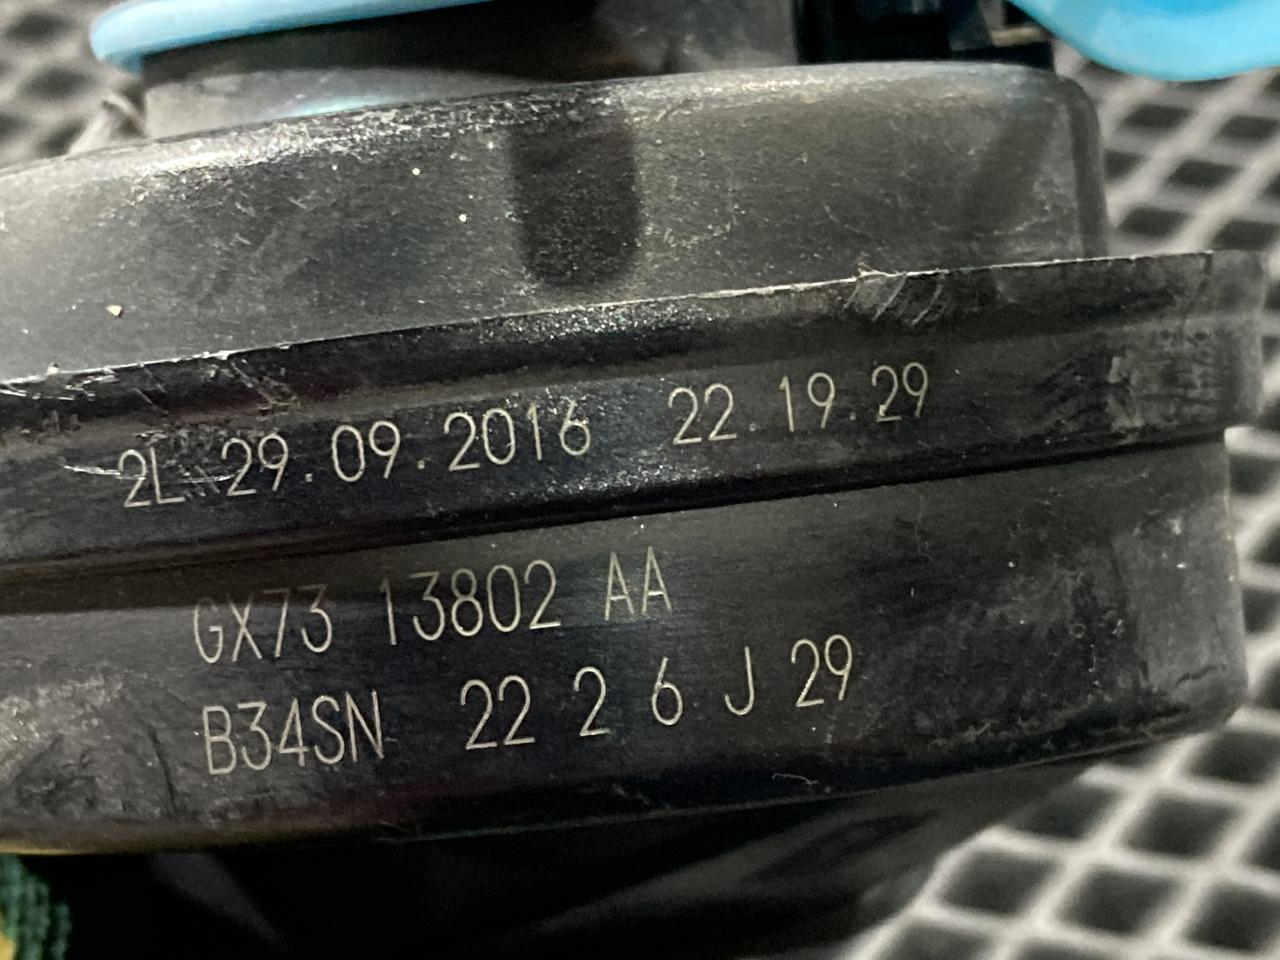 2L 29.09.2016 22.19.29
GX73 13802 AA
B34SN 22 2 6 J 29